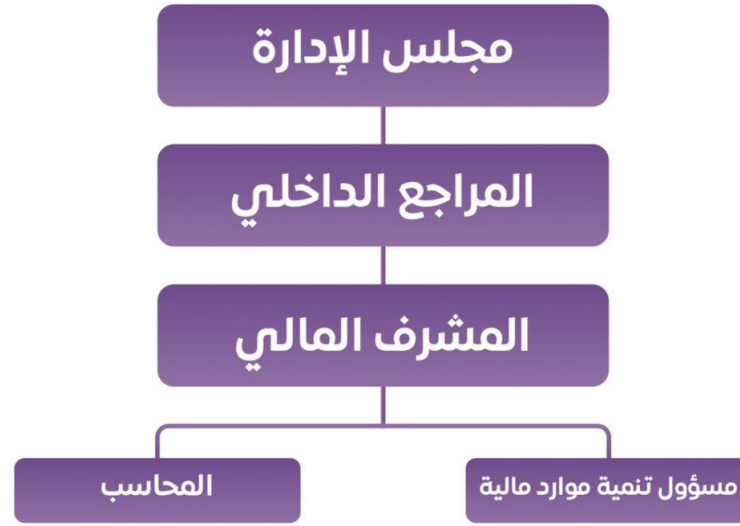 مجلس الإدارة
المراجع الداخلي
المشرف المالي
مسؤول تنمية موارد مالية
المحاسب